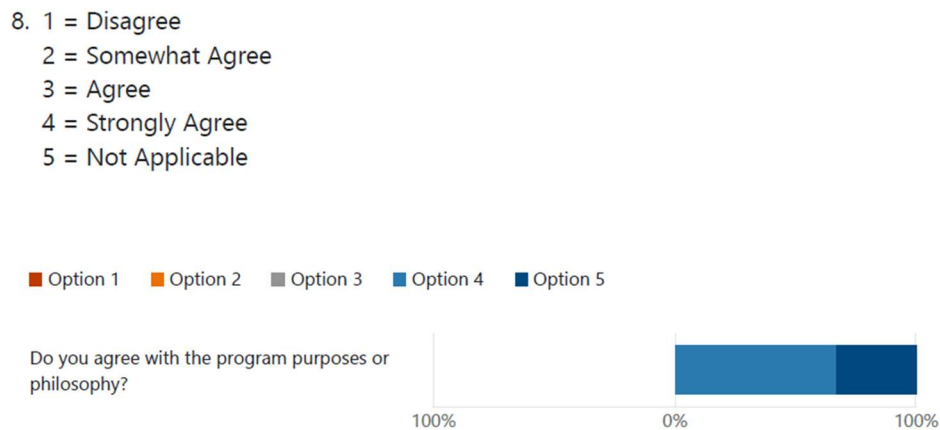 8. 1 = Disagree
2 = Somewhat Agree
3 = Agree
4 = Strongly Agree
5 = Not Applicable
Option 1 Option 2 Option 3 Option 4 Option 5
Do you agree with the program purposes or
philosophy?
100% 0% 100%